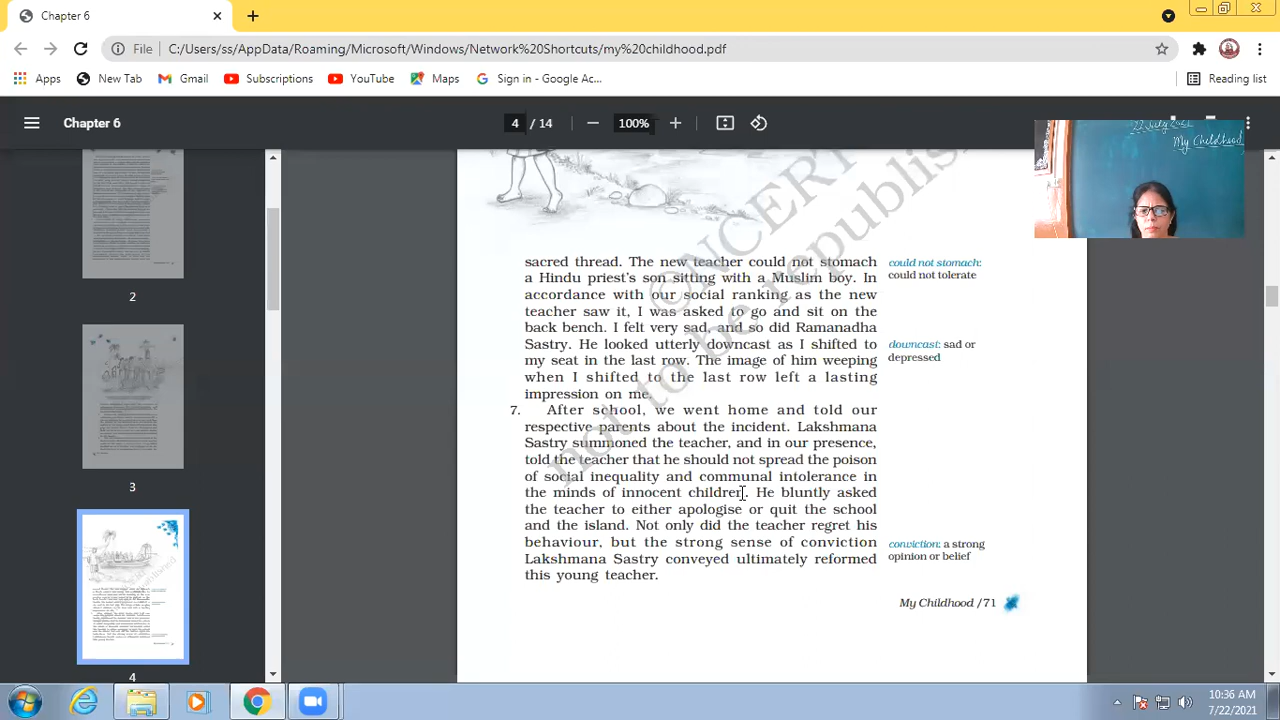 Chapter 6
File C:/Users/ss/AppData/Roaming/Microsoft/Windows/Network%20Shortcuts/my%20childhood.pdf
Apps New Tab Gmail Subscriptions YouTube Maps Sign in - Google Ac... Reading list
Chapter 6 4 / 14 100%
My Childhood
2
3
4
©NCERT
not to be republish
sacred thread. The new teacher could not stomach
a Hindu priest's son sitting with a Muslim boy. In
accordance with our social ranking as the new
teacher saw it, I was asked to go and sit on the
back bench. I felt very sad, and so did Ramanadha
Sastry. He looked utterly downcast as I shifted to
my seat in the last row. The image of him weeping
when I shifted to the last row left a lasting
impression on me.
could not stomach:
could not tolerate
downcast: sad or
depressed
7. After school, we went home and told our
respective parents about the incident. Lakshmana
Sastry summoned the teacher, and in our presence,
told the teacher that he should not spread the poison
of social inequality and communal intolerance in
the minds of innocent children. He bluntly asked
the teacher to either apologise or quit the school
and the island. Not only did the teacher regret his
behaviour, but the strong sense of conviction
Lakshmana Sastry conveyed ultimately reformed
this young teacher.
conviction: a strong
opinion or belief
My Childhood /71
10:36 AM
7/22/2021